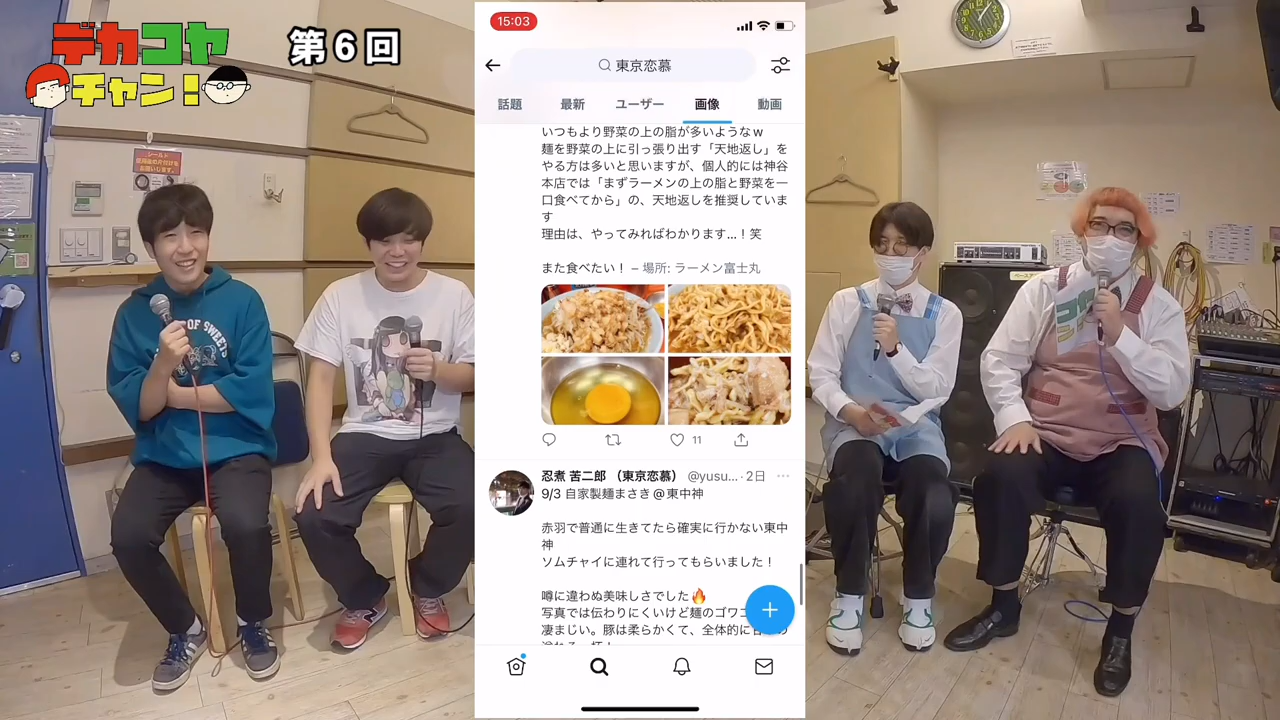 デカコヤ
チャン!
第6回
15:03
東京恋慕
話題
最新
ユーザー
画像
動画
いつもより野菜の上の脂が多いようなｗ
麺を野菜の上に引っ張り出す「天地返し」を
やる方は多いと思いますが、個人的には神谷
本店では「まずラーメンの上の脂と野菜を一
口食べてから」の、天地返しを推奨していま
す
理由は、やってみればわかります...！笑
また食べたい！ – 場所: ラーメン富士丸
11
忍煮 苦二郎 （東京恋慕） @yusu... · 2日
9/3 自家製麺まさき＠東中神
赤羽で普通に生きてたら確実に行かない東中
神
ソムチャイに連れて行ってもらいました！
噂に違わぬ美味しさでした🔥
写真では伝わりにくいけど麺のゴワ
凄まじい。豚は柔らかくて、全体的に
OF SWEETS